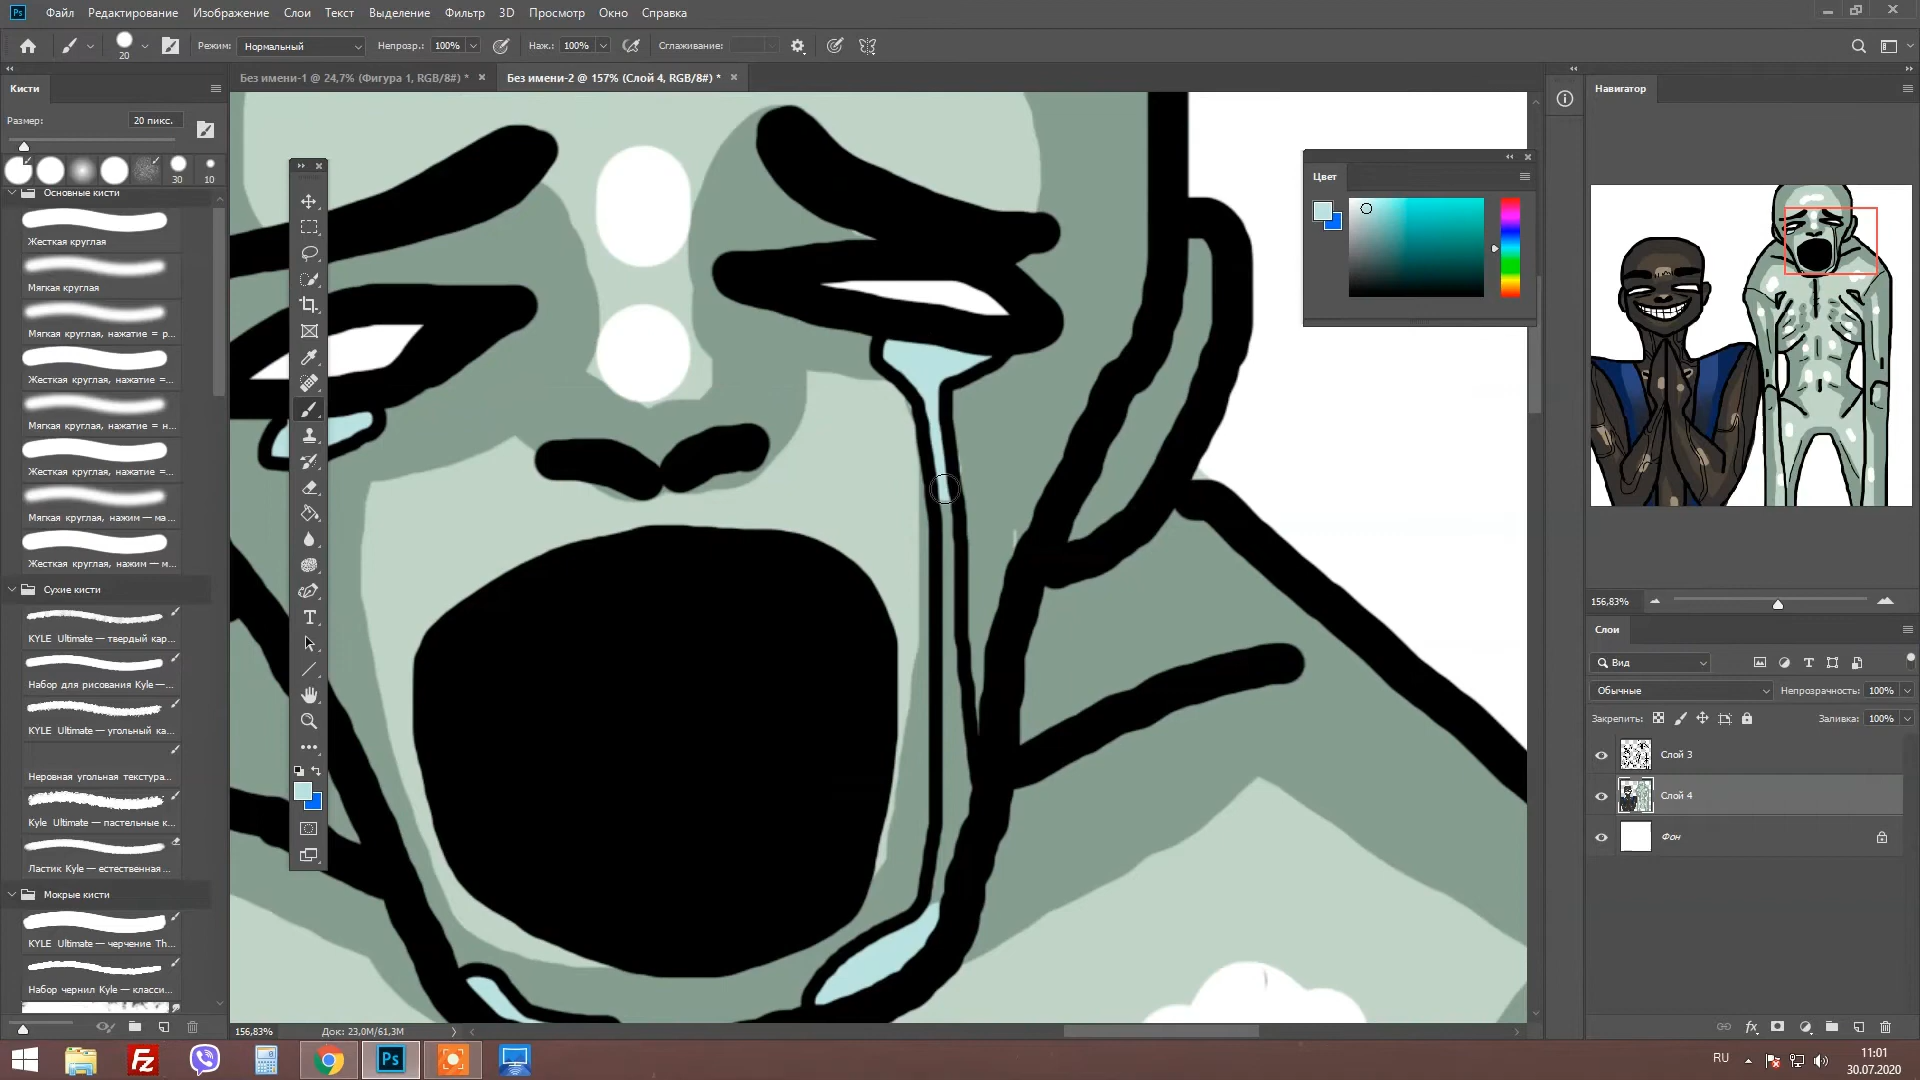 Ps Файл Редактирование Изображение Слои Текст Выделение Фильтр 3D Просмотр Окно Справка
20 Режим: Нормальный Непрозр.: 100% Наж.: 100% Сглаживание:
Без имени-1 @ 24,7% (Фигура 1, RGB/8#) * × Без имени-2 @ 157% (Слой 4, RGB/8#) * ×
Кисти
Размер: 20 пикс.
30 10
Основные кисти
Жесткая круглая
Мягкая круглая
Мягкая круглая, нажатие = р...
Жесткая круглая, нажатие =...
Мягкая круглая, нажатие = н...
Жесткая круглая, нажатие =...
Мягкая круглая, нажим — ма...
Жесткая круглая, нажим — м...
Сухие кисти
KYLE Ultimate — твердый кар...
Набор для рисования Kyle —...
KYLE Ultimate — угольный ка...
Неровная угольная текстура...
Kyle Ultimate — пастельные к...
Ластик Kyle — естественная...
Мокрые кисти
KYLE Ultimate — черчение Th...
Набор чернил Kyle — класси...
Цвет
Навигатор
156,83%
Слои
Вид
Обычные Непрозрачность: 100%
Закрепить: Заливка: 100%
Слой 3
Слой 4
Фон
fx
156,83% Док: 23,0M/61,3M
Fz Ps RU 11:01
30.07.2020